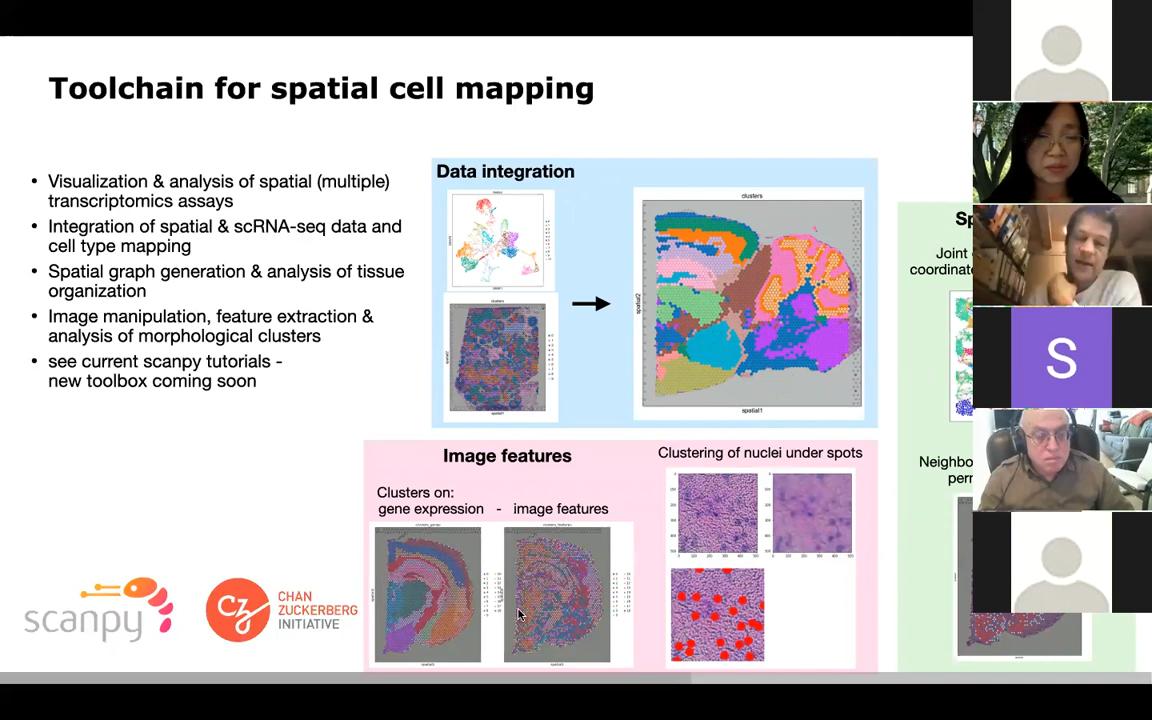 Toolchain for spatial cell mapping
• Visualization & analysis of spatial (multiple)
transcriptomics assays
• Integration of spatial & scRNA-seq data and
cell type mapping
• Spatial graph generation & analysis of tissue
organization
• Image manipulation, feature extraction &
analysis of morphological clusters
• see current scanpy tutorials -
new toolbox coming soon
scanpy
CHAN
ZUCKERBERG
INITIATIVE
Data integration
clusters
spatial2
spatial1
Image features
Clusters on:
gene expression - image features
Clustering of nuclei under spots
Sp
Joint
coordinate
Neighbo
perr
S